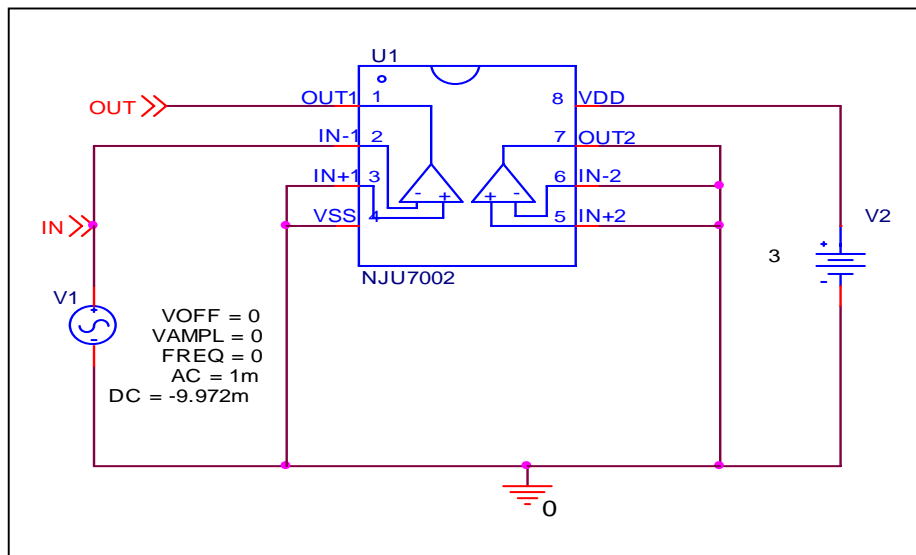 U1
OUT
OUT1
1
8
VDD
IN-1
2
7
OUT2
IN+1
3
6
IN-2
-
+
-
+
VSS
4
5
IN+2
IN
V2
+
3
-
NJU7002
V1
+
-
VOFF = 0
VAMPL = 0
FREQ = 0
AC = 1m
DC = -9.972m
0